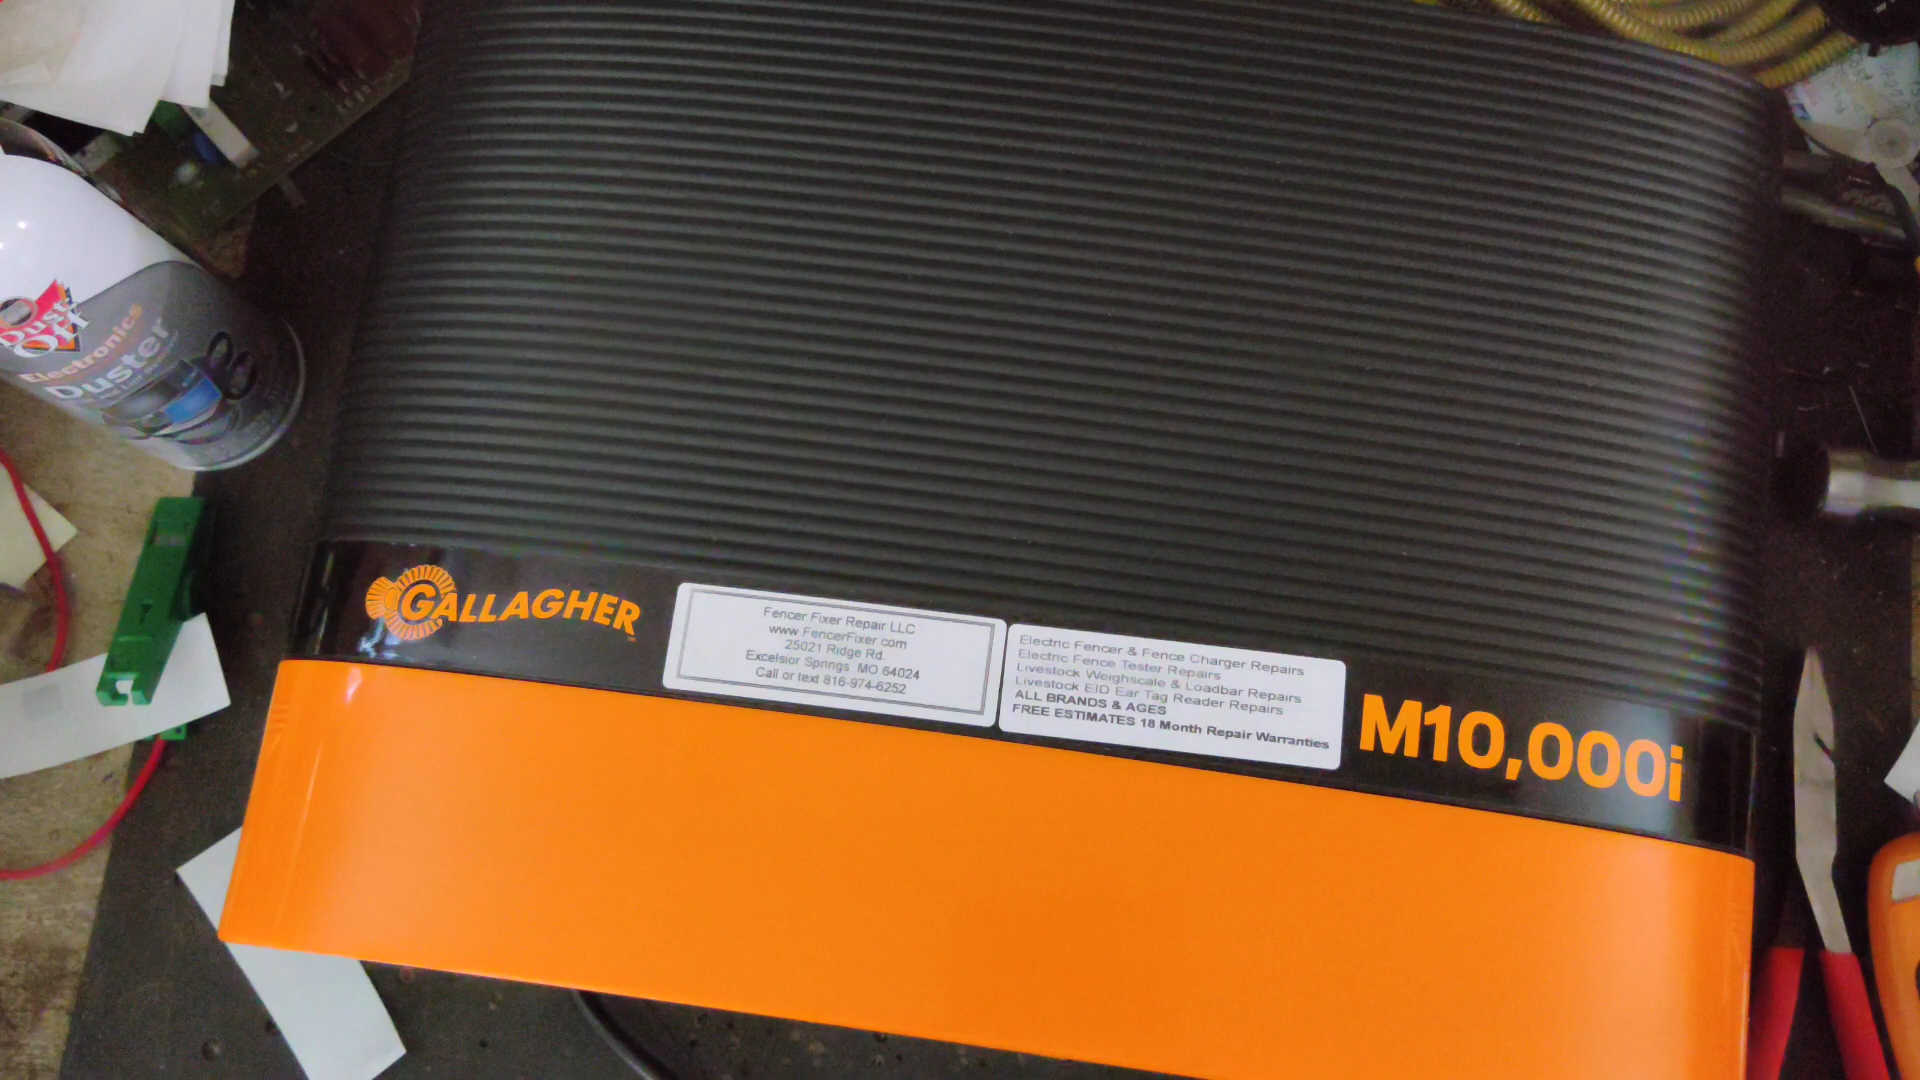 Dust
Off
Electronics
Duster
GALLAGHER
Fencer Fixer Repair LLC
www.FencerFixer.com
25021 Ridge Rd.
Excelsior Springs MO 64024
Call or text 816-974-6252
Electric Fencer & Fence Charger Repairs
Electric Fence Tester Repairs
Livestock Weighscale & Loadbar Repairs
Livestock EID Ear Tag Reader Repairs
ALL BRANDS & AGES
FREE ESTIMATES 18 Month Repair Warranties
M10,000i